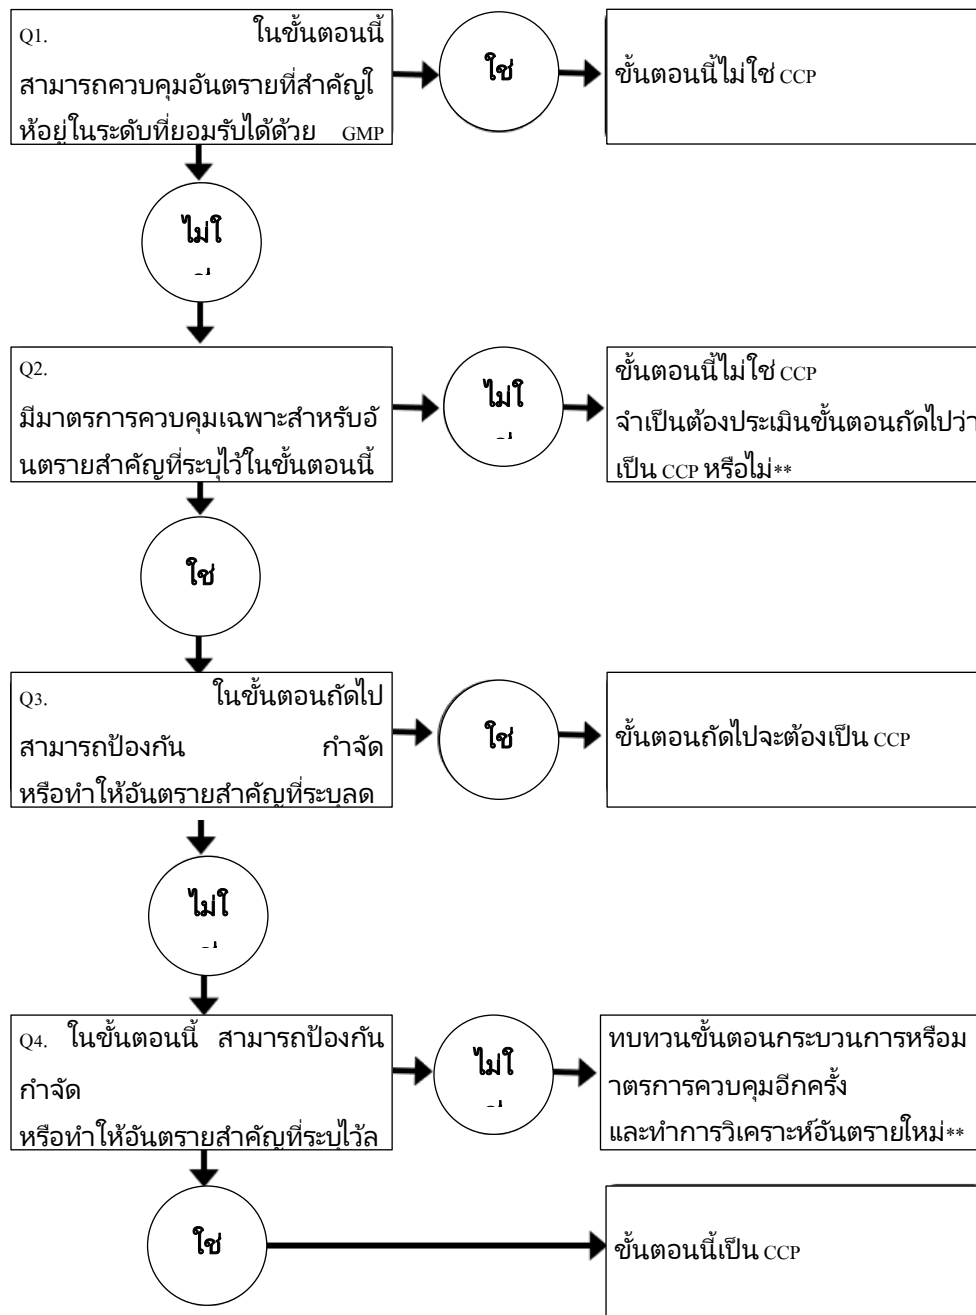 Q1. ในขั้นตอนนี้
สามารถควบคุมอันตรายที่สำคัญใ
ห้อยู่ในระดับที่ยอมรับได้ด้วย GMP
ใช่
ขั้นตอนนี้ไม่ใช่ CCP
ไม่ใ
Q2.
มีมาตรการควบคุมเฉพาะสำหรับอั
นตรายสำคัญที่ระบุไว้ในขั้นตอนนี้
ไม่ใ
ขั้นตอนนี้ไม่ใช่ CCP
จำเป็นต้องประเมินขั้นตอนถัดไปว่า
เป็น CCP หรือไม่**
ใช่
Q3. ในขั้นตอนถัดไป
สามารถป้องกัน กำจัด
หรือทำให้อันตรายสำคัญที่ระบุลด
ใช่
ขั้นตอนถัดไปจะต้องเป็น CCP
ไม่ใ
Q4. ในขั้นตอนนี้ สามารถป้องกัน
กำจัด
หรือทำให้อันตรายสำคัญที่ระบุไว้ล
ไม่ใ
ทบทวนขั้นตอนกระบวนการหรือม
าตรการควบคุมอีกครั้ง
และทำการวิเคราะห์อันตรายใหม่**
ใช่
ขั้นตอนนี้เป็น CCP